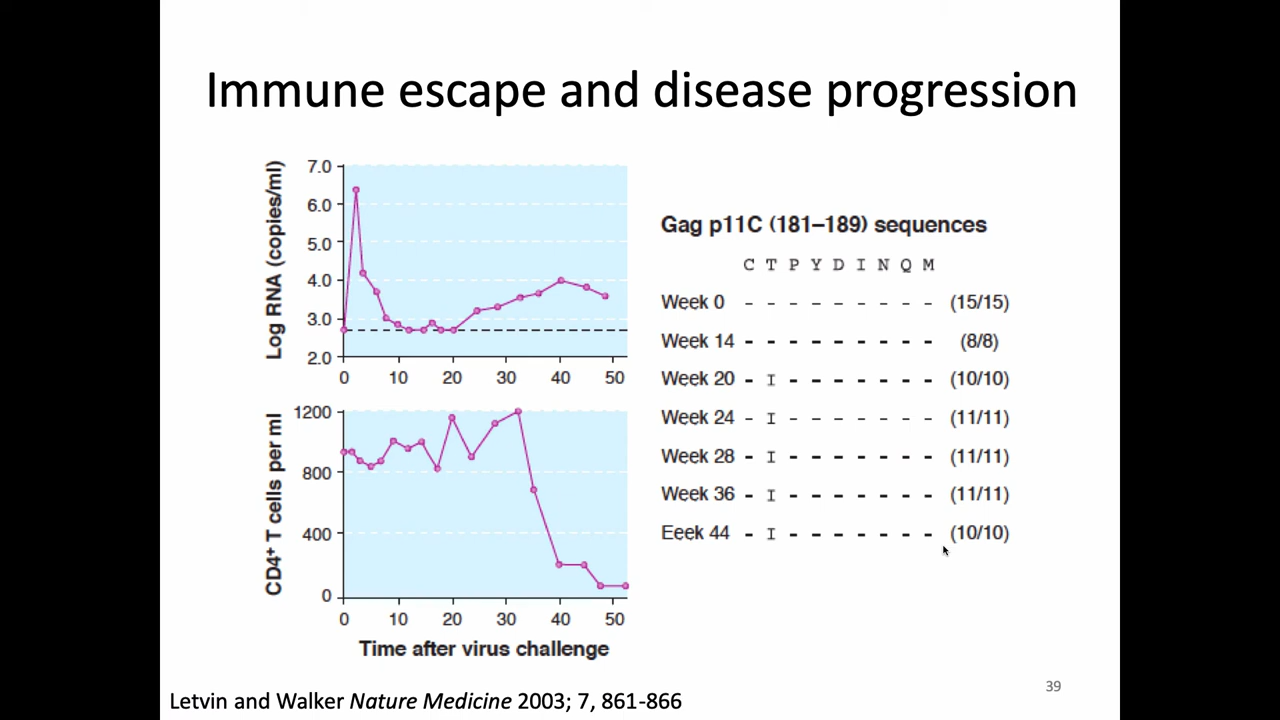 Immune escape and disease progression
Log RNA (copies/ml)
7.0
6.0
5.0
4.0
3.0
2.0
0 10 20 30 40 50
CD4+ T cells per ml
1200
800
400
0
0 10 20 30 40 50
Time after virus challenge
Gag p11C (181–189) sequences
C T P Y D I N Q M
Week 0 - - - - - - - - - (15/15)
Week 14 - - - - - - - - - (8/8)
Week 20 - I - - - - - - - (10/10)
Week 24 - I - - - - - - - (11/11)
Week 28 - I - - - - - - - (11/11)
Week 36 - I - - - - - - - (11/11)
Eeek 44 - I - - - - - - - (10/10)
Letvin and Walker Nature Medicine 2003; 7, 861-866
39